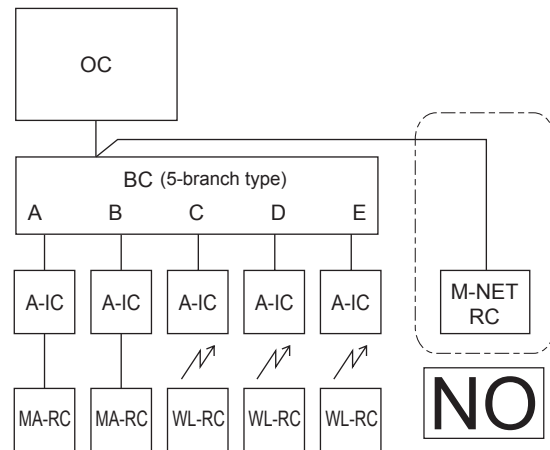 OC
BC (5-branch type)
A B C D E
A-IC A-IC A-IC A-IC A-IC
M-NET
RC
MA-RC MA-RC WL-RC WL-RC WL-RC
NO